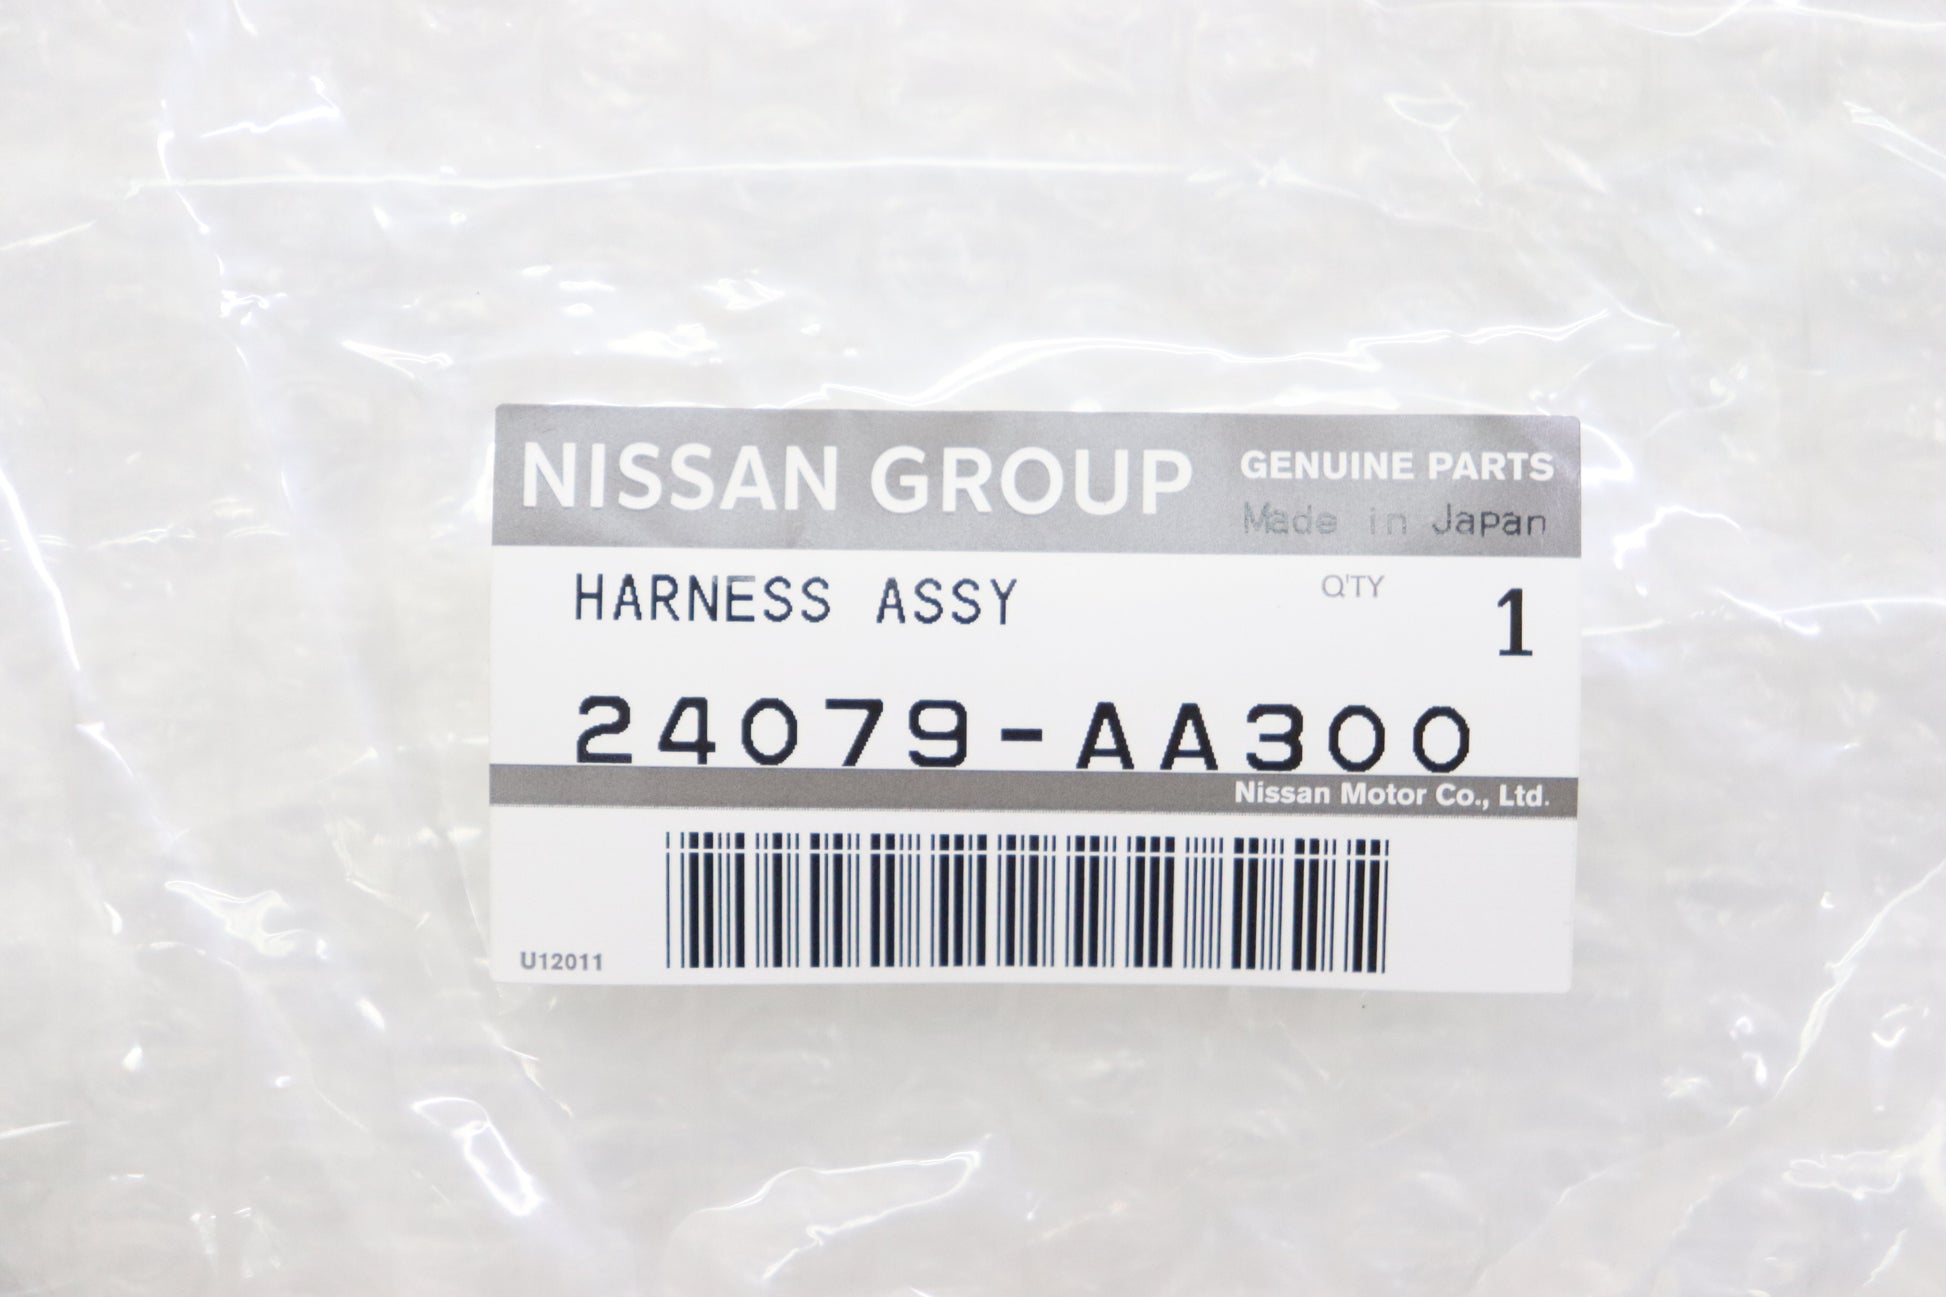 NISSAN GROUP
GENUINE PARTS
Made in Japan
HARNESS ASSY
Q'TY
1
24079-AA300
Nissan Motor Co., Ltd.
U12011